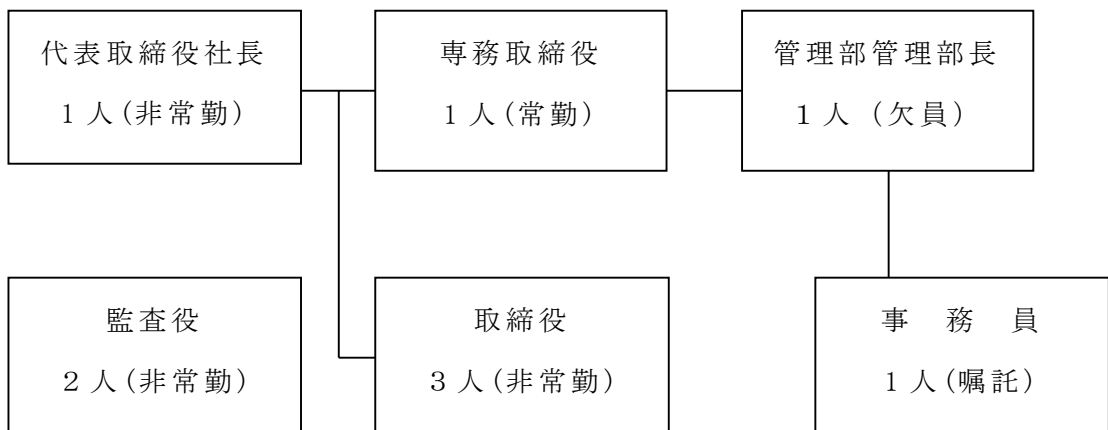 代表取締役社長
1人(非常勤)
専務取締役
1人(常勤)
管理部管理部長
1人 (欠員)
監査役
2人(非常勤)
取締役
3人(非常勤)
事　務　員
1人(嘱託)